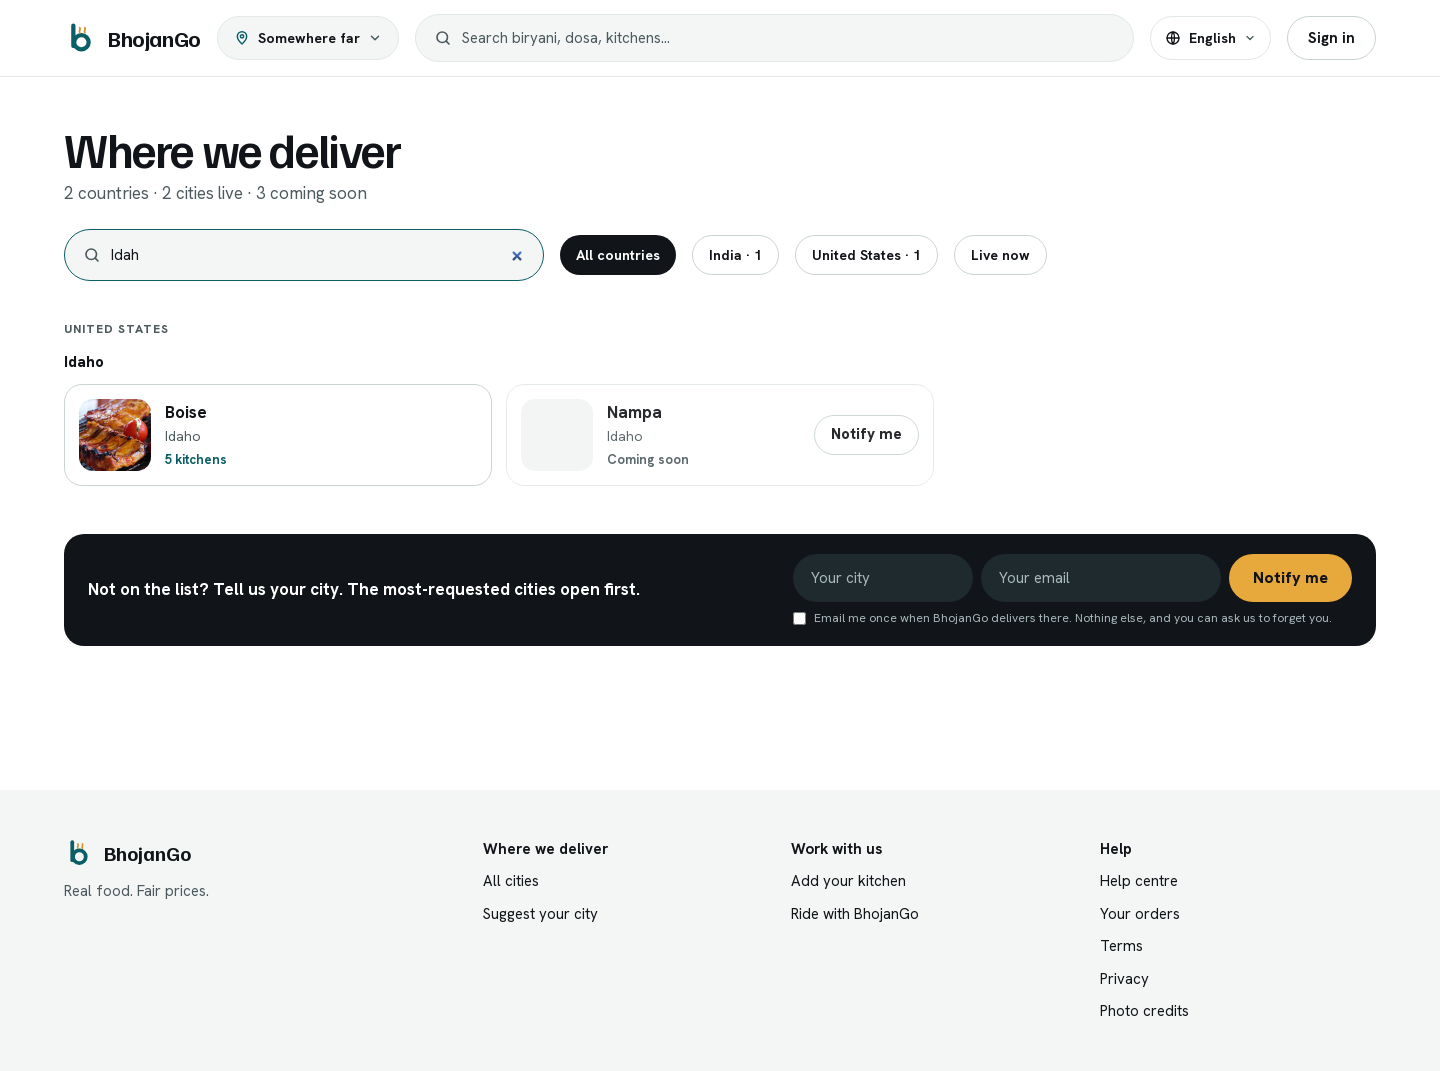 BhojanGo
Somewhere far
Search biryani, dosa, kitchens...
English
Sign in
Where we deliver
2 countries · 2 cities live · 3 coming soon
Idah
All countries
India · 1
United States · 1
Live now
UNITED STATES
Idaho
Boise
Idaho
5 kitchens
Nampa
Idaho
Coming soon
Notify me
Not on the list? Tell us your city. The most-requested cities open first.
Your city
Your email
Notify me
Email me once when BhojanGo delivers there. Nothing else, and you can ask us to forget you.
BhojanGo
Real food. Fair prices.
Where we deliver
All cities
Suggest your city
Work with us
Add your kitchen
Ride with BhojanGo
Help
Help centre
Your orders
Terms
Privacy
Photo credits